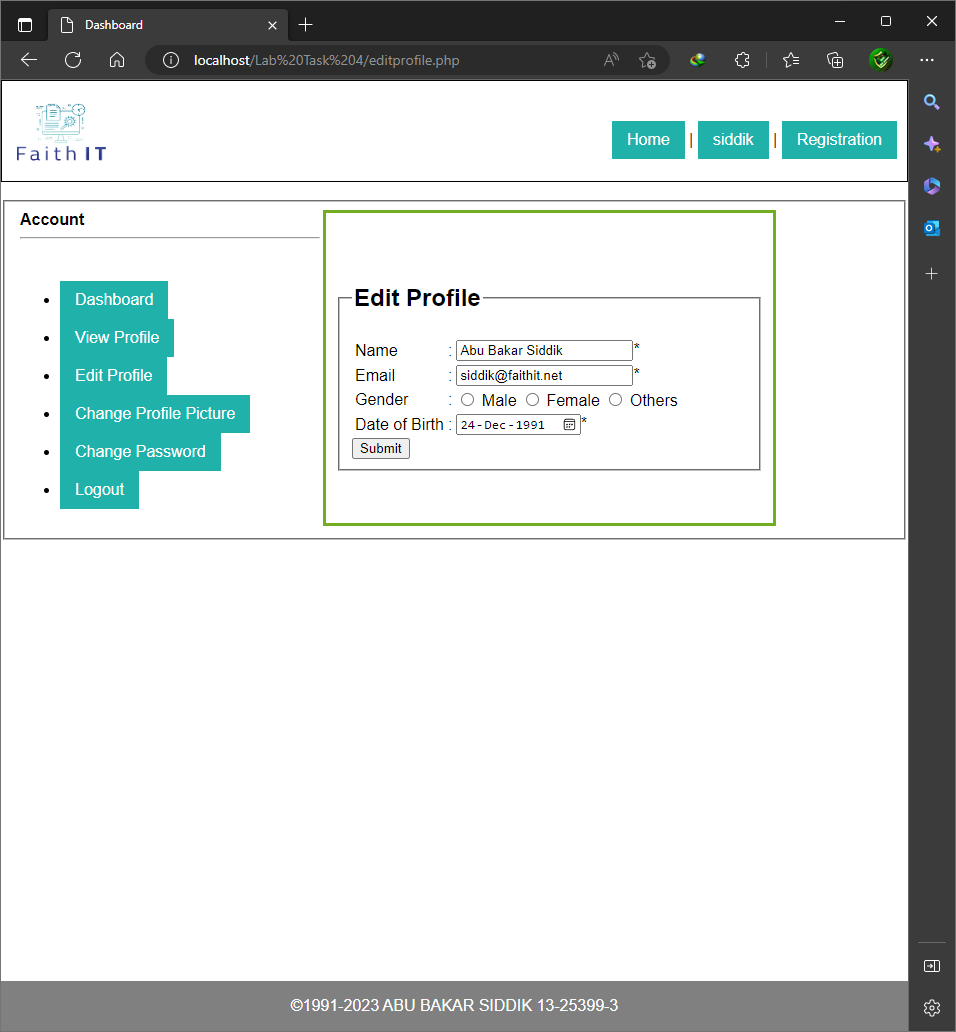 Dashboard
localhost/Lab%20Task%204/editprofile.php
Faith IT
Home | siddik | Registration
Account
Dashboard
View Profile
Edit Profile
Change Profile Picture
Change Password
Logout
Edit Profile
Name : Abu Bakar Siddik *
Email : siddik@faithit.net *
Gender : Male Female Others
Date of Birth : 24-Dec-1991 *
Submit
©1991-2023 ABU BAKAR SIDDIK 13-25399-3